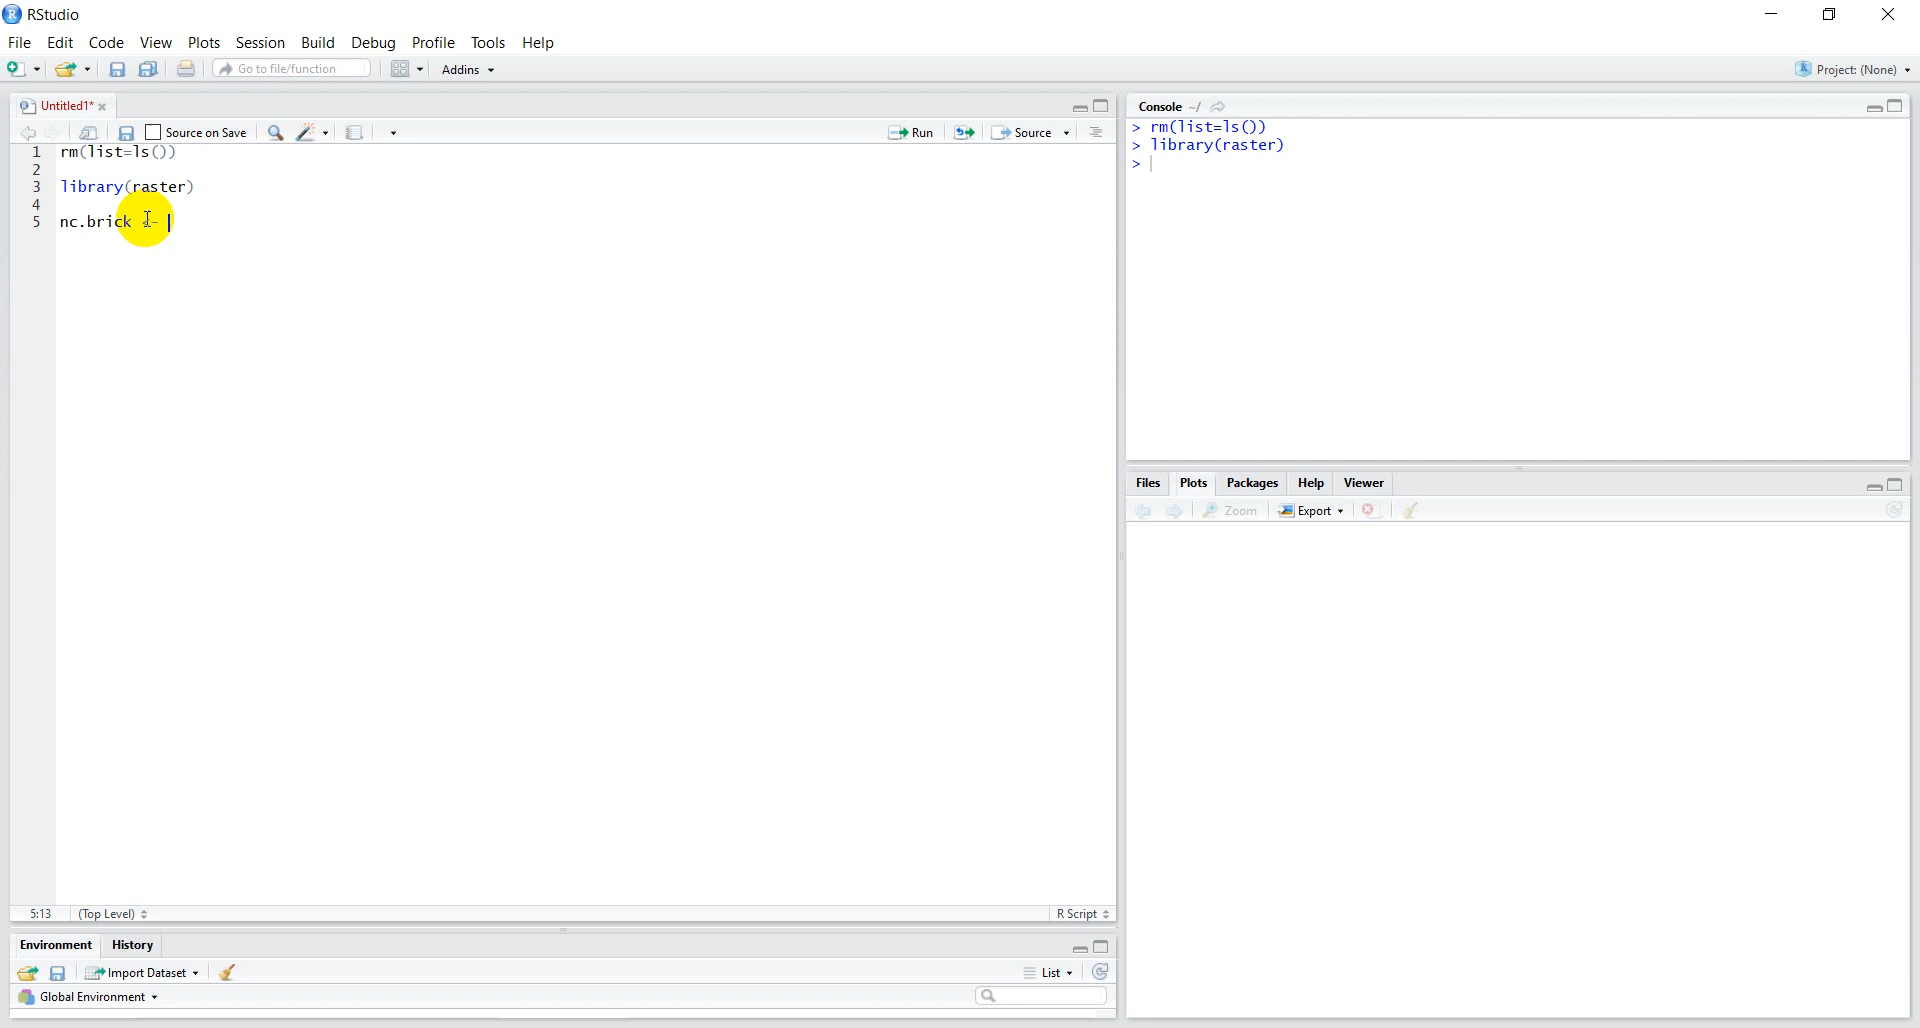 RStudio
File Edit Code View Plots Session Build Debug Profile Tools Help
Go to file/function Addins Project: (None)
Untitled1*
Source on Save Run Source
1 rm(list=ls())
2
3 library(raster)
4
5 nc.brick <-
5:13 (Top Level) R Script
Environment History
Import Dataset List
Global Environment
Console ~/
> rm(list=ls())
> library(raster)
>
Files Plots Packages Help Viewer
Zoom Export